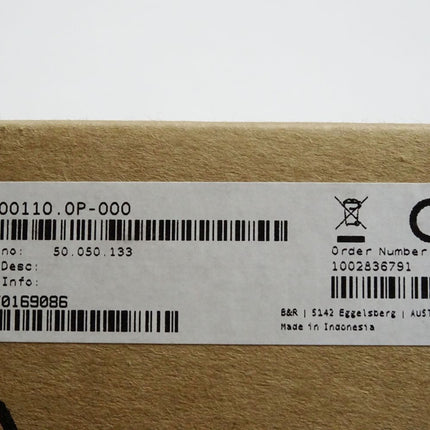 00110.0P-000
no: 50.050.133
Desc:
Info:
0169086
Order Number
1002836791
B&R | 5142 Eggelsberg | AUST
Made in Indonesia